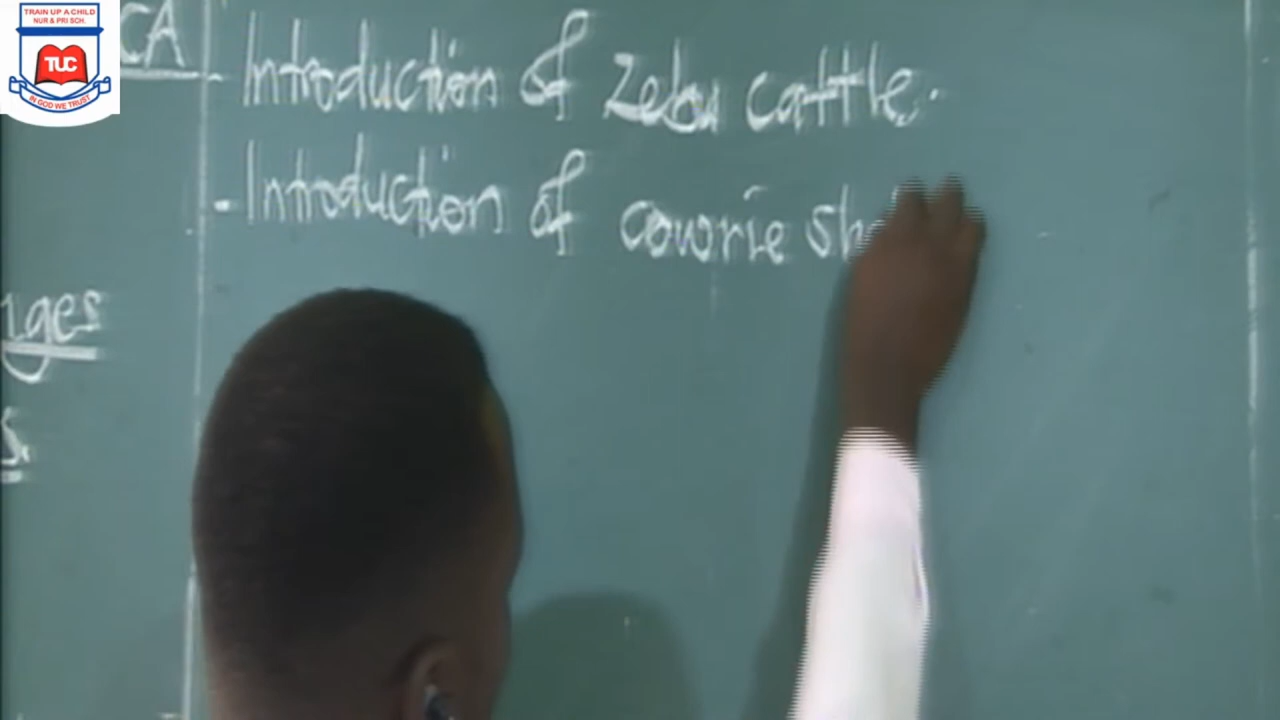 TRAIN UP A CHILD
NUR & PRI SCH.
TUC
IN GOD WE TRUST
CA
- Introduction of Zebu cattle.
. Introduction of cowrie sh
nges
s.